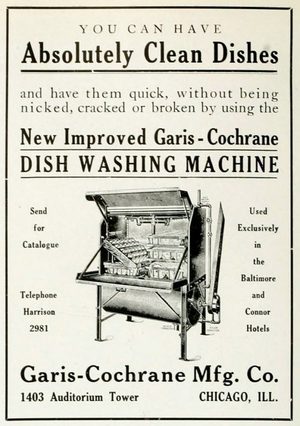 YOU CAN HAVE
Absolutely Clean Dishes
and have them quick, without being
nicked, cracked or broken by using the
New Improved Garis-Cochrane
DISH WASHING MACHINE
Send
for
Catalogue
Telephone
Harrison
2981
Used
Exclusively
in
the
Baltimore
and
Connor
Hotels
Garis-Cochrane Mfg. Co.
1403 Auditorium Tower CHICAGO, ILL.